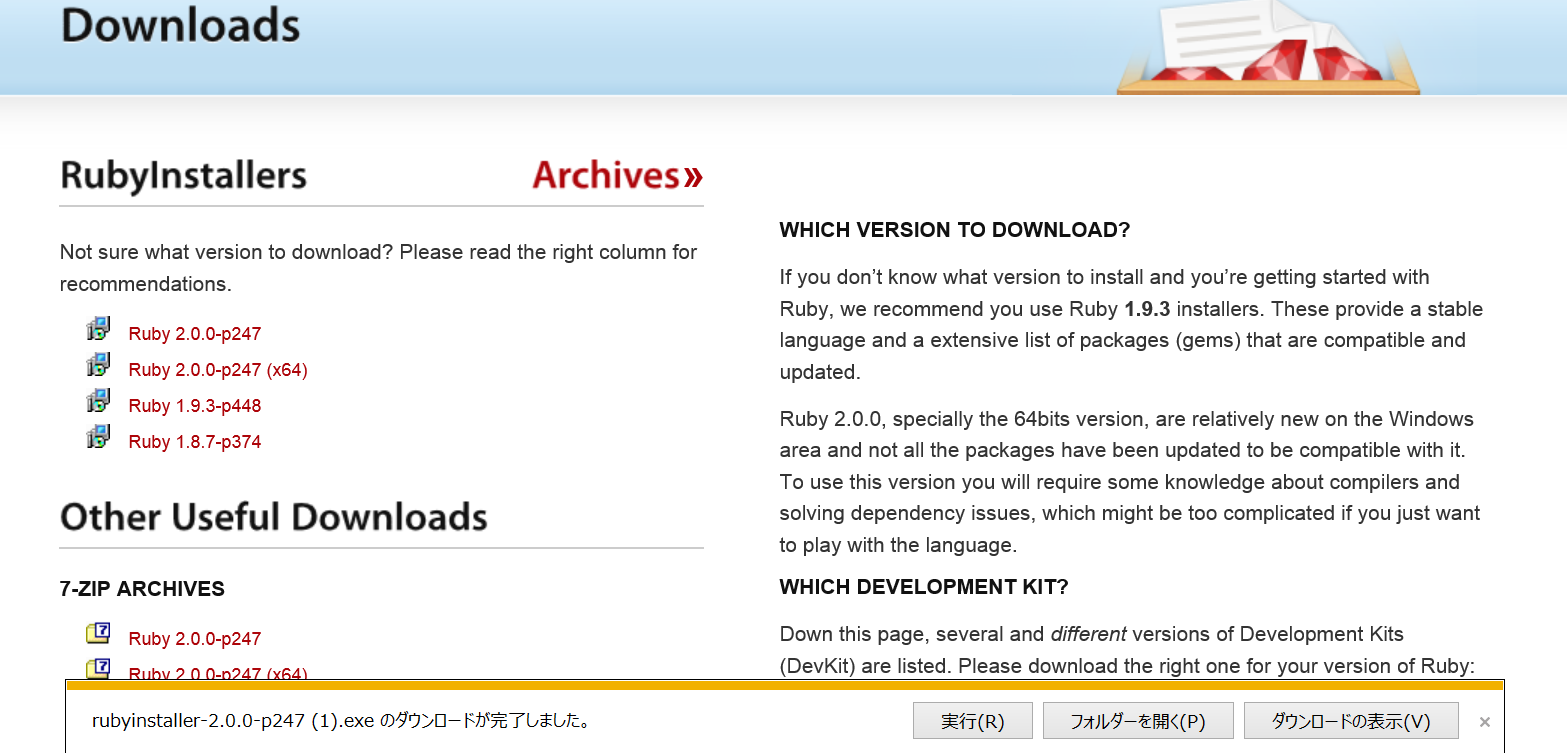 Downloads
RubyInstallers
Archives»
Not sure what version to download? Please read the right column for
recommendations.
Ruby 2.0.0-p247
Ruby 2.0.0-p247 (x64)
Ruby 1.9.3-p448
Ruby 1.8.7-p374
Other Useful Downloads
7-ZIP ARCHIVES
Ruby 2.0.0-p247
Ruby 2.0.0-p247 (x64)
WHICH VERSION TO DOWNLOAD?
If you don’t know what version to install and you’re getting started with
Ruby, we recommend you use Ruby 1.9.3 installers. These provide a stable
language and a extensive list of packages (gems) that are compatible and
updated.
Ruby 2.0.0, specially the 64bits version, are relatively new on the Windows
area and not all the packages have been updated to be compatible with it.
To use this version you will require some knowledge about compilers and
solving dependency issues, which might be too complicated if you just want
to play with the language.
WHICH DEVELOPMENT KIT?
Down this page, several and different versions of Development Kits
(DevKit) are listed. Please download the right one for your version of Ruby:
rubyinstaller-2.0.0-p247 (1).exe のダウンロードが完了しました。
実行(R)
フォルダーを開く(P)
ダウンロードの表示(V)
×